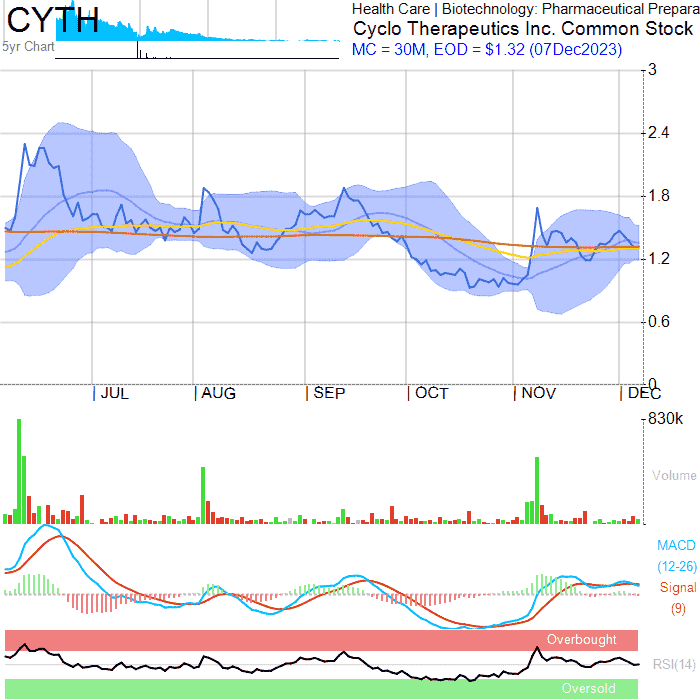 CYTH
5yr Chart
Health Care | Biotechnology: Pharmaceutical Prepara
Cyclo Therapeutics Inc. Common Stock
MC = 30M, EOD = $1.32 (07Dec2023)
3
2.4
1.8
1.2
0.6
0
JUL AUG SEP OCT NOV DEC
830k
Volume
MACD
(12-26)
Signal
(9)
Overbought
RSI(14)
Oversold